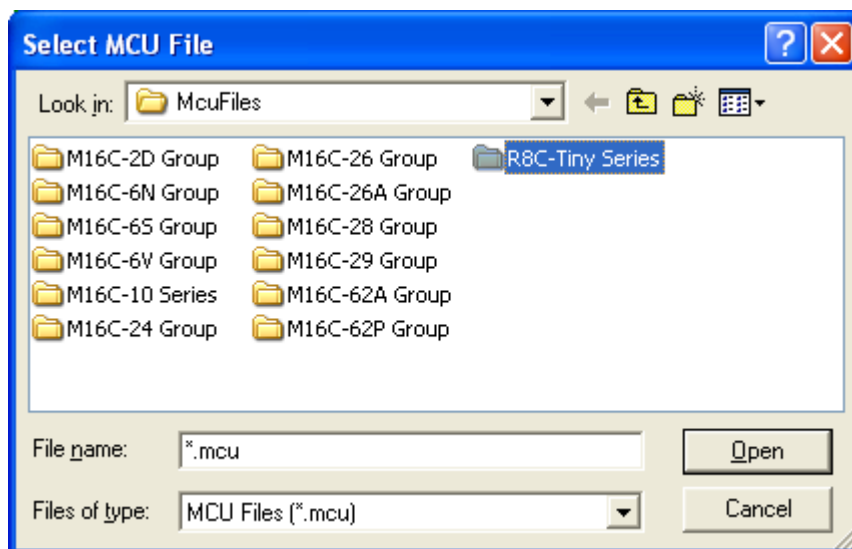 Select MCU File
Look in: McuFiles
M16C-2D Group M16C-26 Group R8C-Tiny Series
M16C-6N Group M16C-26A Group
M16C-6S Group M16C-28 Group
M16C-6V Group M16C-29 Group
M16C-10 Series M16C-62A Group
M16C-24 Group M16C-62P Group
File name: *.mcu Open
Files of type: MCU Files (*.mcu) Cancel